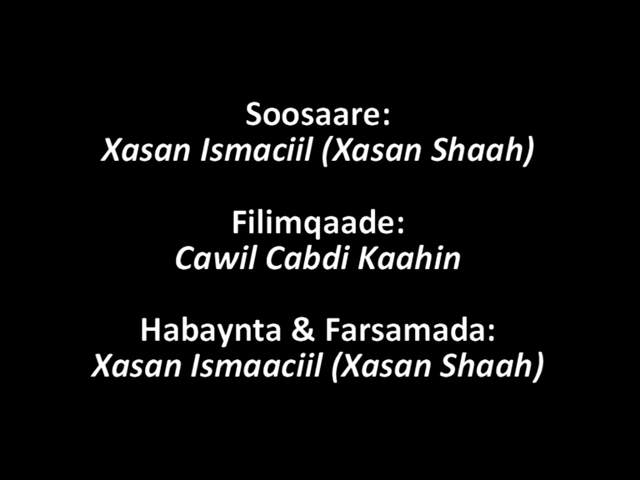 Soosaare:
Xasan Ismaciil (Xasan Shaah)
Filimqaade:
Cawil Cabdi Kaahin
Habaynta & Farsamada:
Xasan Ismaaciil (Xasan Shaah)